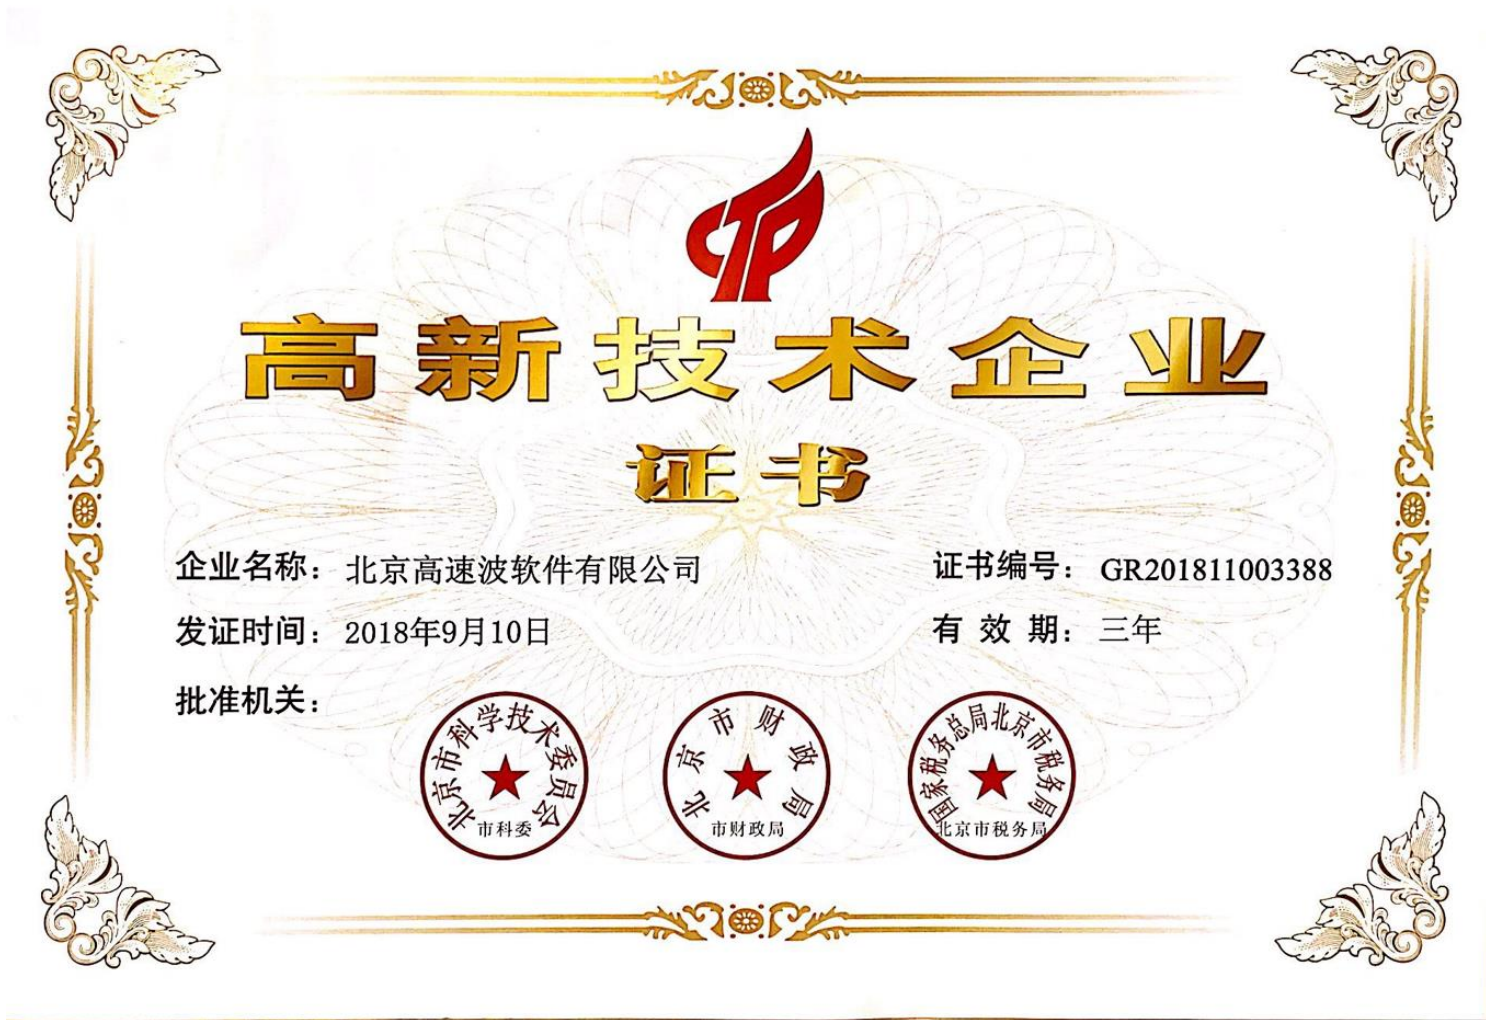 高新技术企业
证书
企业名称：北京高速波软件有限公司
证书编号：GR201811003388
发证时间：2018年9月10日
有效期：三年
批准机关：
北京市科学技术委员会
市科委
北京市财政局
市财政局
国家税务总局北京市税务局
北京市税务局